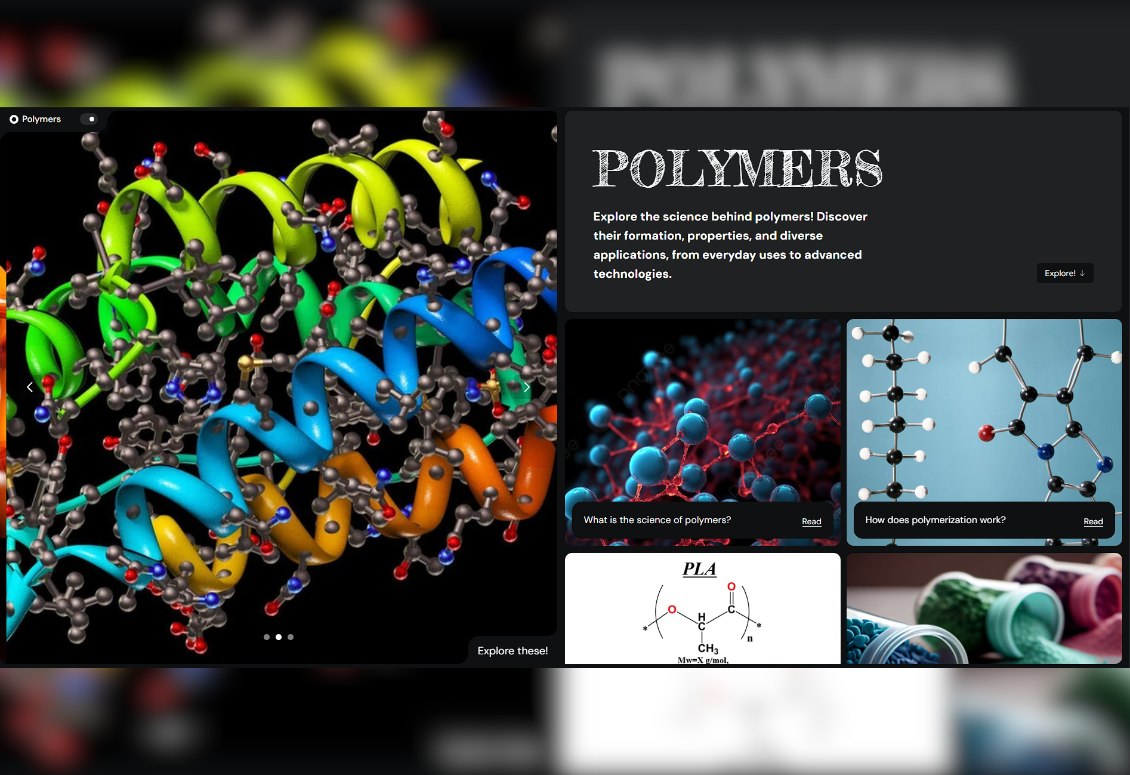 Polymers
POLYMERS
Explore the science behind polymers! Discover
their formation, properties, and diverse
applications, from everyday uses to advanced
technologies.
Explore! ↓
What is the science of polymers?
Read
How does polymerization work?
Read
PLA
O
O
H
C
C
*
*
n
CH₃
Mw=X g/mol,
Explore these!